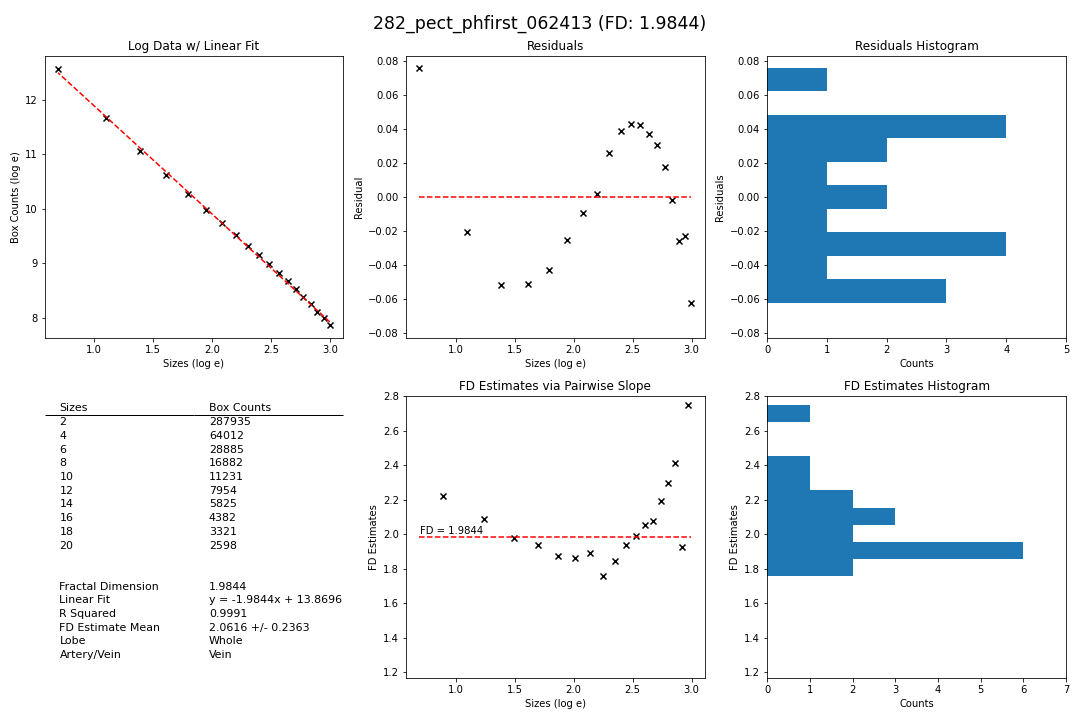 282_pect_phfirst_062413 (FD: 1.9844)
Log Data w/ Linear Fit
Box Counts (log e)
12
11
10
9
8
1.0 1.5 2.0 2.5 3.0
Sizes (log e)
Residuals
Residual
0.08
0.06
0.04
0.02
0.00
−0.02
−0.04
−0.06
−0.08
1.0 1.5 2.0 2.5 3.0
Sizes (log e)
Residuals Histogram
Residuals
0.08
0.06
0.04
0.02
0.00
−0.02
−0.04
−0.06
−0.08
0 1 2 3 4 5
Counts
Sizes Box Counts
2 287935
4 64012
6 28885
8 16882
10 11231
12 7954
14 5825
16 4382
18 3321
20 2598
Fractal Dimension 1.9844
Linear Fit y = -1.9844x + 13.8696
R Squared 0.9991
FD Estimate Mean 2.0616 +/- 0.2363
Lobe Whole
Artery/Vein Vein
FD Estimates via Pairwise Slope
FD Estimates
2.8
2.6
2.4
2.2
2.0
1.8
1.6
1.4
1.2
FD = 1.9844
1.0 1.5 2.0 2.5 3.0
Sizes (log e)
FD Estimates Histogram
FD Estimates
2.8
2.6
2.4
2.2
2.0
1.8
1.6
1.4
1.2
0 1 2 3 4 5 6 7
Counts